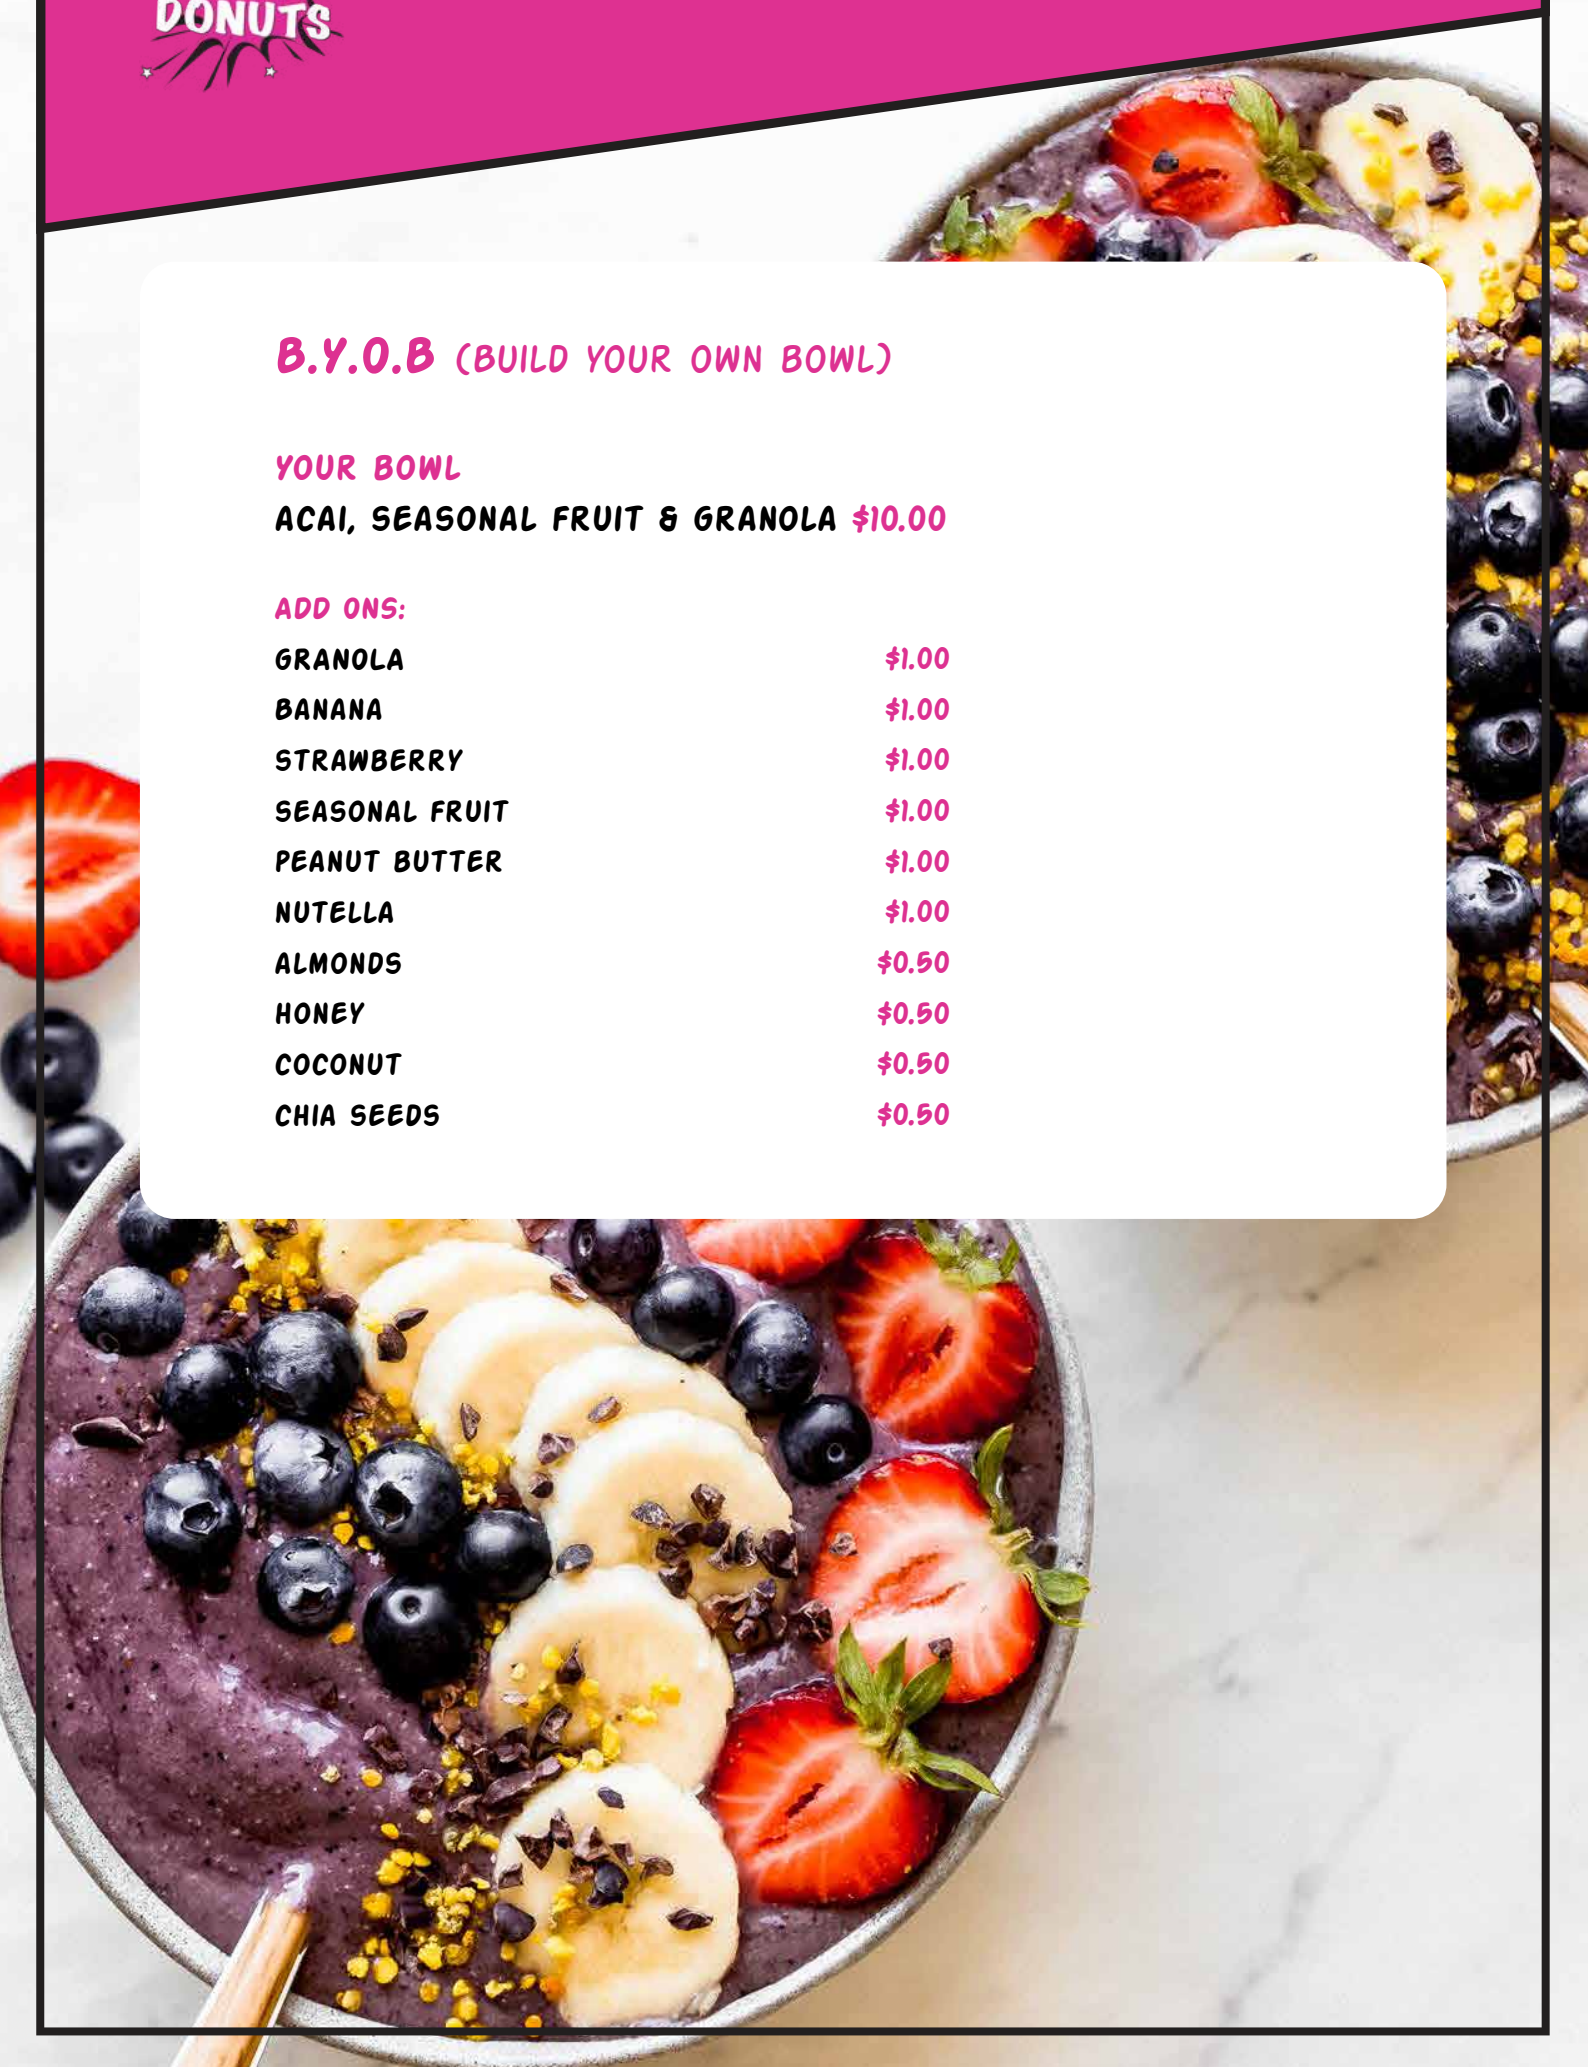 DONUTS
B.Y.O.B (BUILD YOUR OWN BOWL)
YOUR BOWL
ACAI, SEASONAL FRUIT & GRANOLA $10.00
ADD ONS:
GRANOLA $1.00
BANANA $1.00
STRAWBERRY $1.00
SEASONAL FRUIT $1.00
PEANUT BUTTER $1.00
NUTELLA $1.00
ALMONDS $0.50
HONEY $0.50
COCONUT $0.50
CHIA SEEDS $0.50